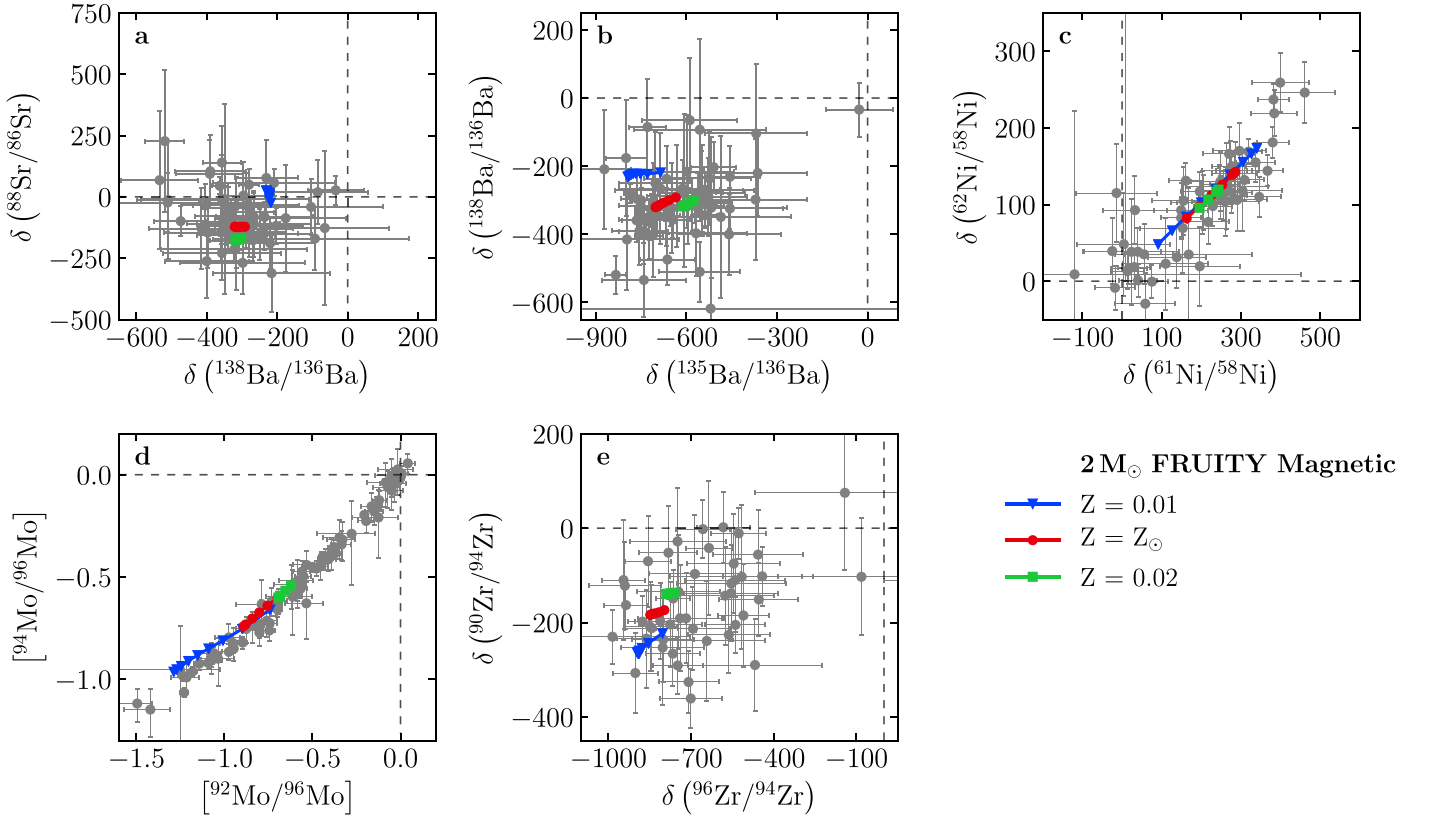 a
750
500
250
0
−250
−500
−600
−400
−200
0
200
δ (⁸⁸Sr/⁸⁶Sr)
δ (¹³⁸Ba/¹³⁶Ba)
b
200
0
−200
−400
−600
−900
−600
−300
0
δ (¹³⁸Ba/¹³⁶Ba)
δ (¹³⁵Ba/¹³⁶Ba)
c
300
200
100
0
−100
100
300
500
δ (⁶²Ni/⁵⁸Ni)
δ (⁶¹Ni/⁵⁸Ni)
d
0.0
−0.5
−1.0
−1.5
−1.0
−0.5
0.0
[⁹⁴Mo/⁹⁶Mo]
[⁹²Mo/⁹⁶Mo]
e
200
0
−200
−400
−1000
−700
−400
−100
δ (⁹⁰Zr/⁹⁴Zr)
δ (⁹⁶Zr/⁹⁴Zr)
2 M☉ FRUITY Magnetic
Z = 0.01
Z = Z☉
Z = 0.02